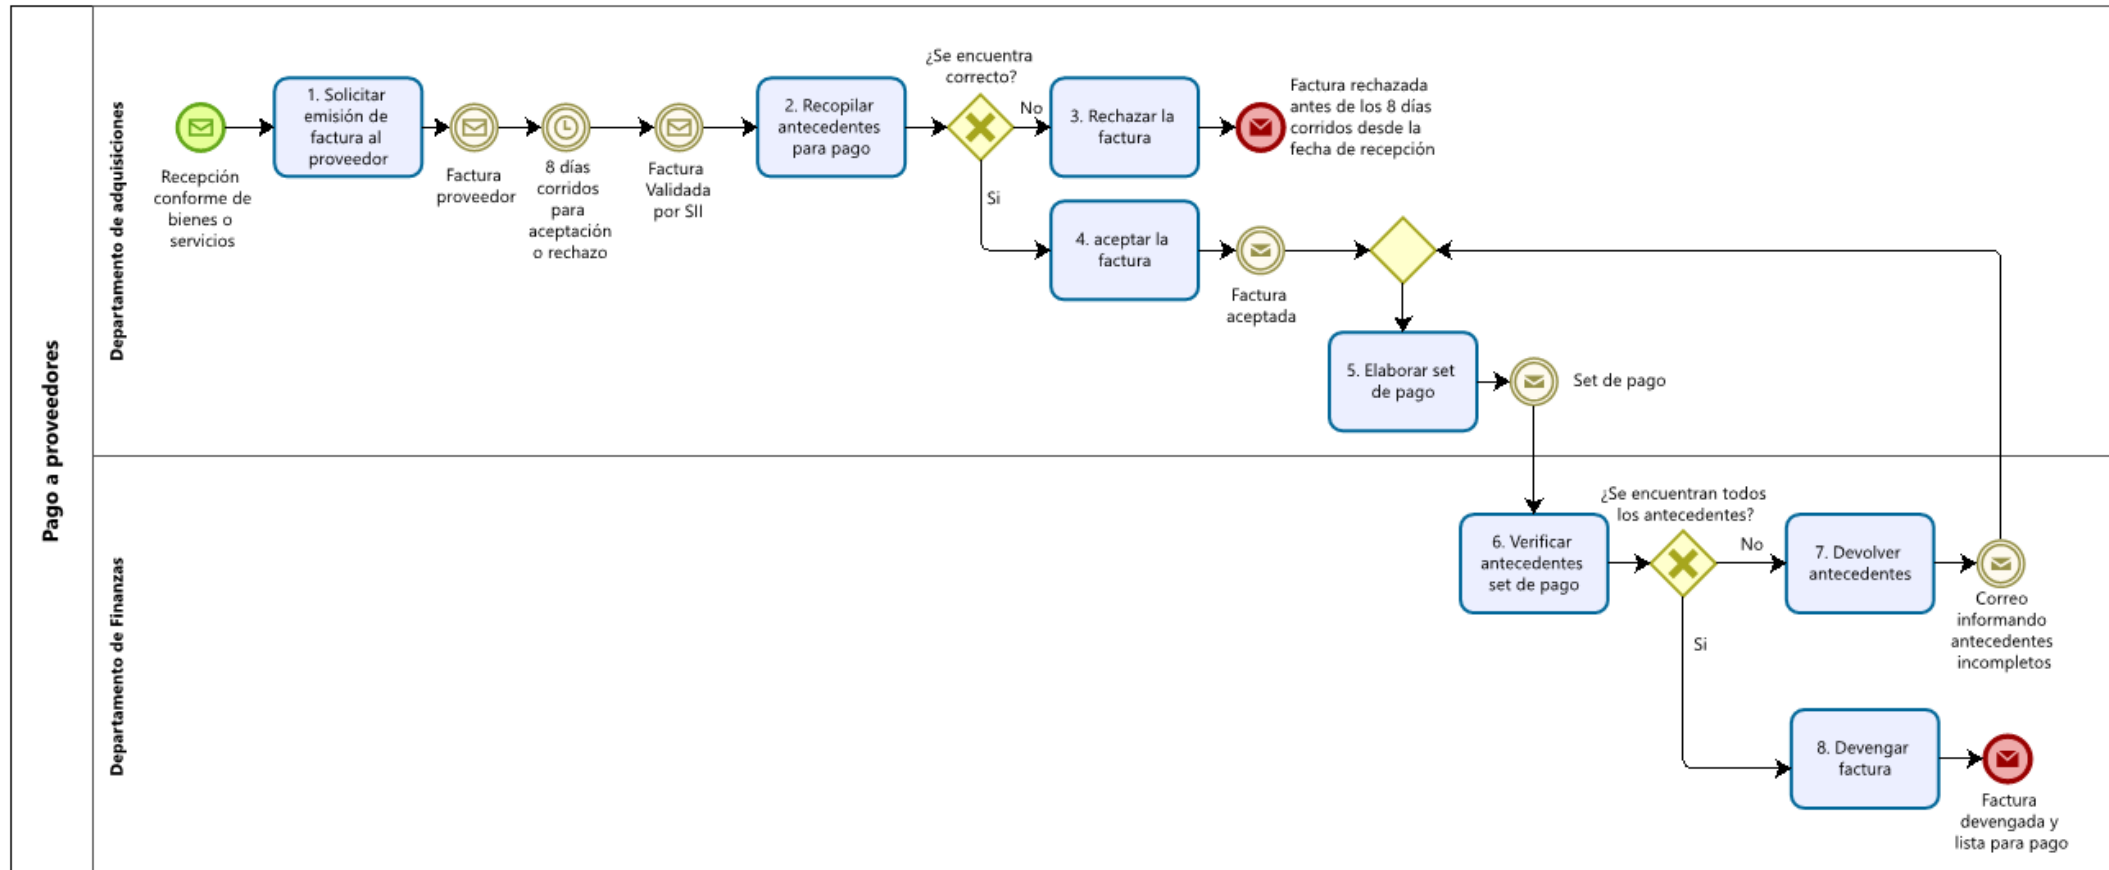 Pago a proveedores
Departamento de adquisiciones
Recepción
conforme de
bienes o
servicios
1. Solicitar
emisión de
factura al
proveedor
Factura
proveedor
8 días
corridos
para
aceptación
o rechazo
Factura
Validada
por SII
2. Recopilar
antecedentes
para pago
¿Se encuentra
correcto?
No
3. Rechazar la
factura
Factura rechazada
antes de los 8 días
corridos desde la
fecha de recepción
Si
4. aceptar la
factura
Factura
aceptada
5. Elaborar set
de pago
Set de pago
Departamento de Finanzas
6. Verificar
antecedentes
set de pago
¿Se encuentran todos
los antecedentes?
No
7. Devolver
antecedentes
Correo
informando
antecedentes
incompletos
Si
8. Devengar
factura
Factura
devengada y
lista para pago